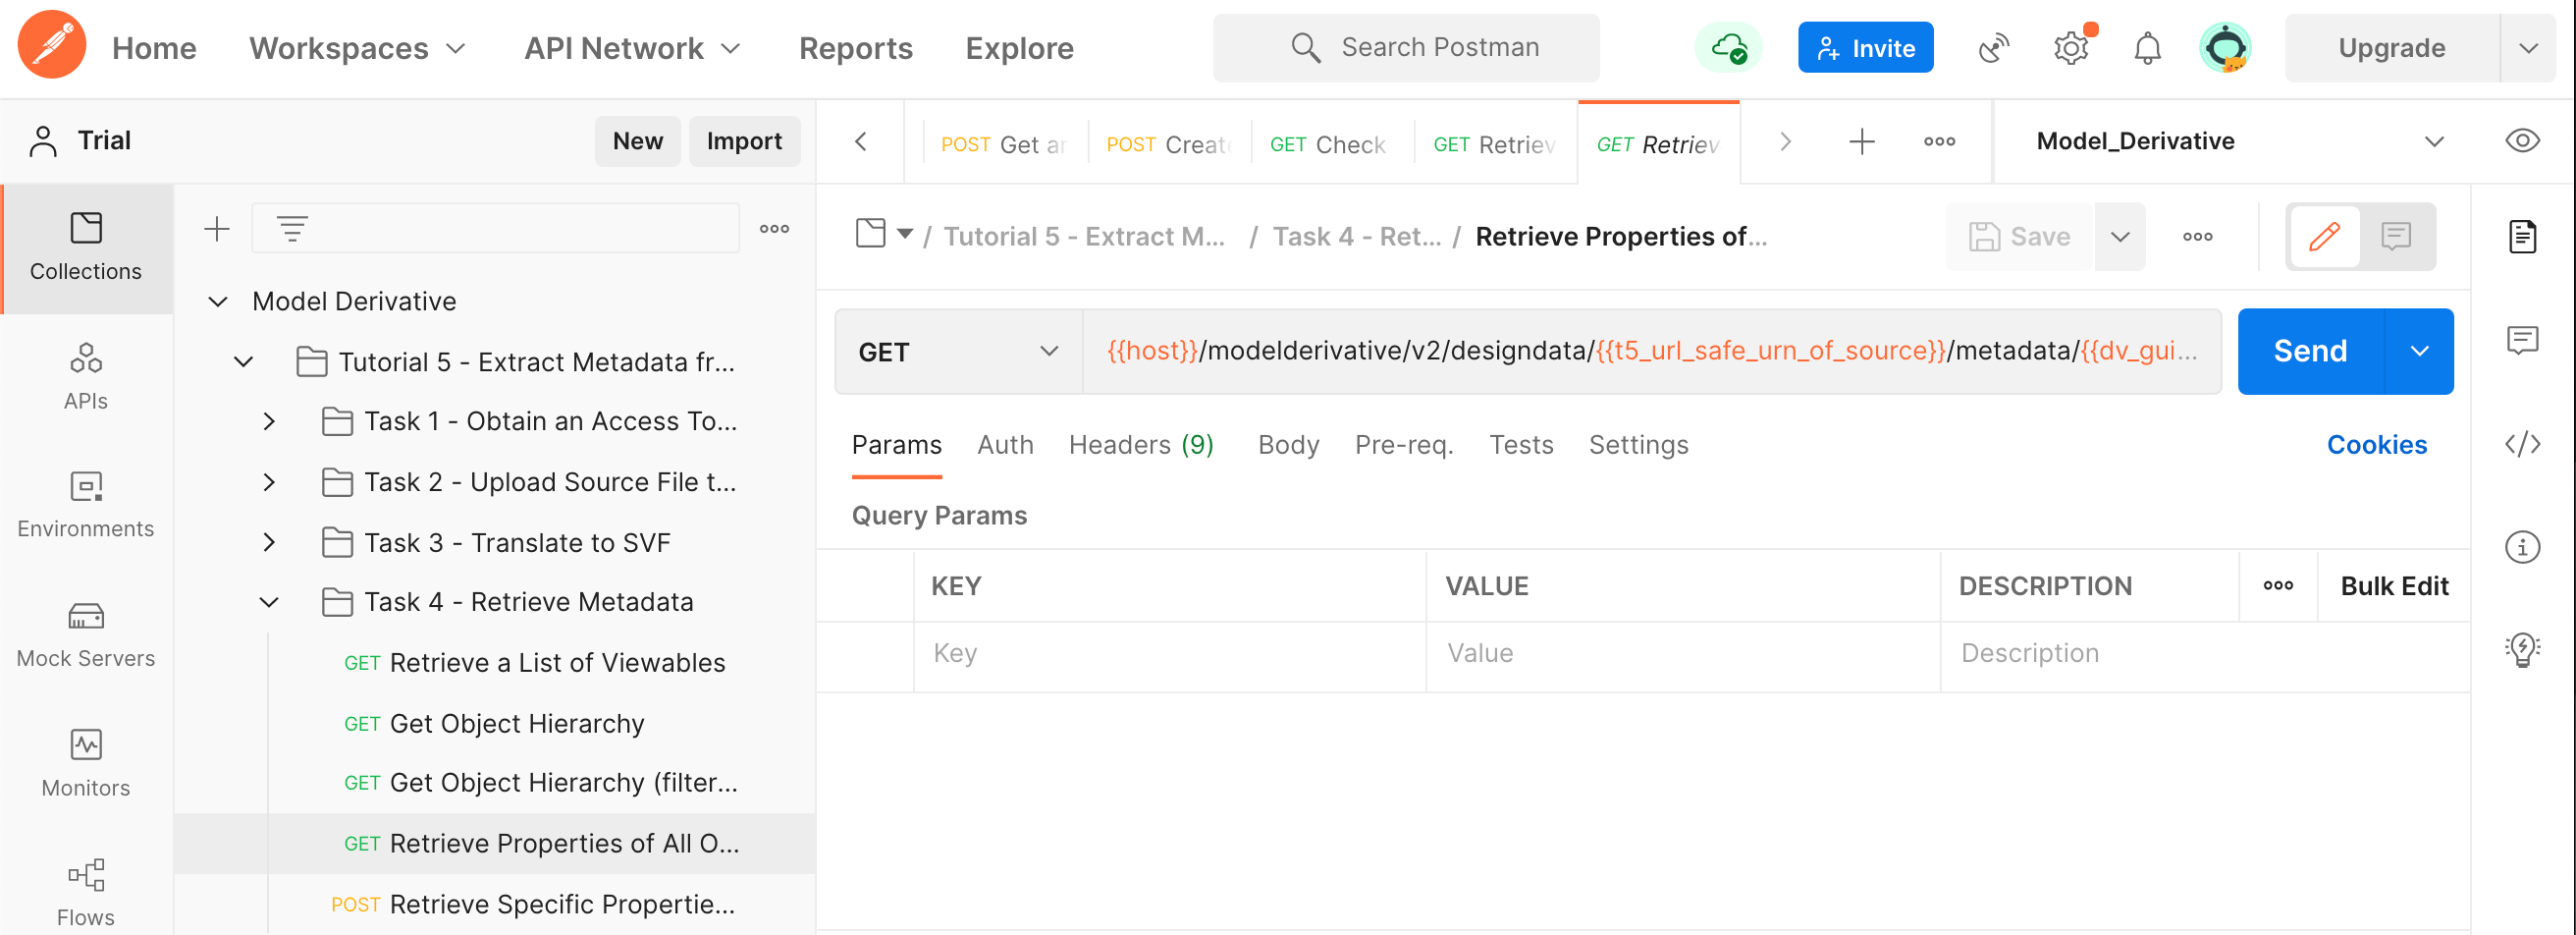 Home Workspaces API Network Reports Explore Search Postman Invite Upgrade
Trial New Import
POST Get ar POST Create GET Check GET Retriev GET Retriev
Model_Derivative
Collections
APIs
Environments
Mock Servers
Monitors
Flows
Model Derivative
Tutorial 5 - Extract Metadata fr...
Task 1 - Obtain an Access To...
Task 2 - Upload Source File t...
Task 3 - Translate to SVF
Task 4 - Retrieve Metadata
GET Retrieve a List of Viewables
GET Get Object Hierarchy
GET Get Object Hierarchy (filter...
GET Retrieve Properties of All O...
POST Retrieve Specific Propertie...
/ Tutorial 5 - Extract M... / Task 4 - Ret... / Retrieve Properties of...
Save
GET {{host}}/modelderivative/v2/designdata/{{t5_url_safe_urn_of_source}}/metadata/{{dv_gui... Send
Params Auth Headers (9) Body Pre-req. Tests Settings Cookies
Query Params
KEY VALUE DESCRIPTION Bulk Edit
Key Value Description